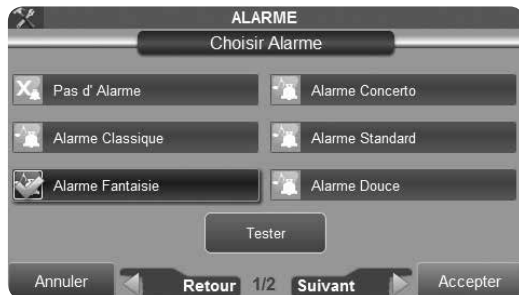 ALARME
Choisir Alarme
Pas d' Alarme
Alarme Concerto
Alarme Classique
Alarme Standard
Alarme Fantaisie
Alarme Douce
Tester
Annuler Retour 1/2 Suivant Accepter